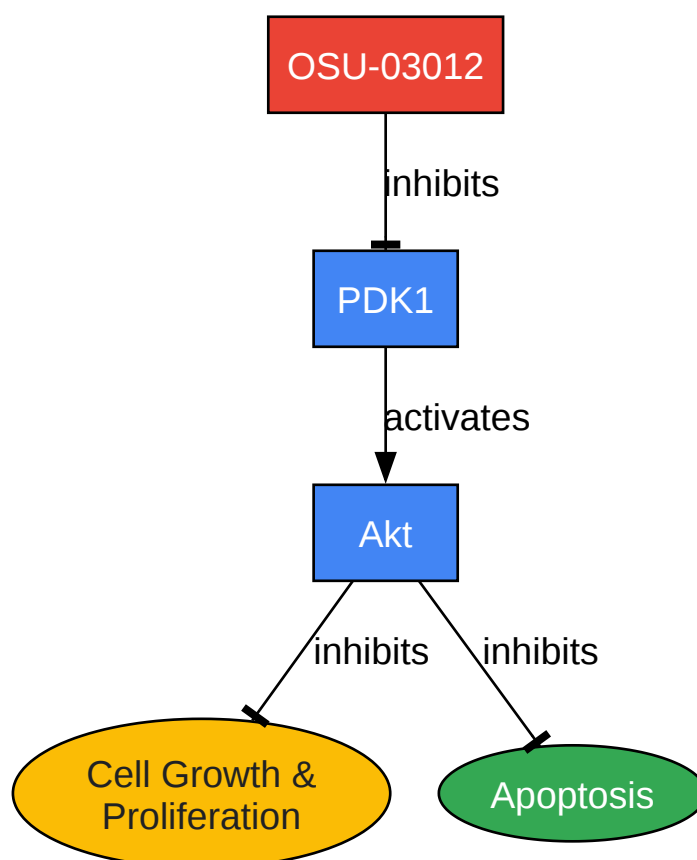 OSU-03012
inhibits
PDK1
activates
Akt
inhibits
inhibits
Cell Growth &
Proliferation
Apoptosis